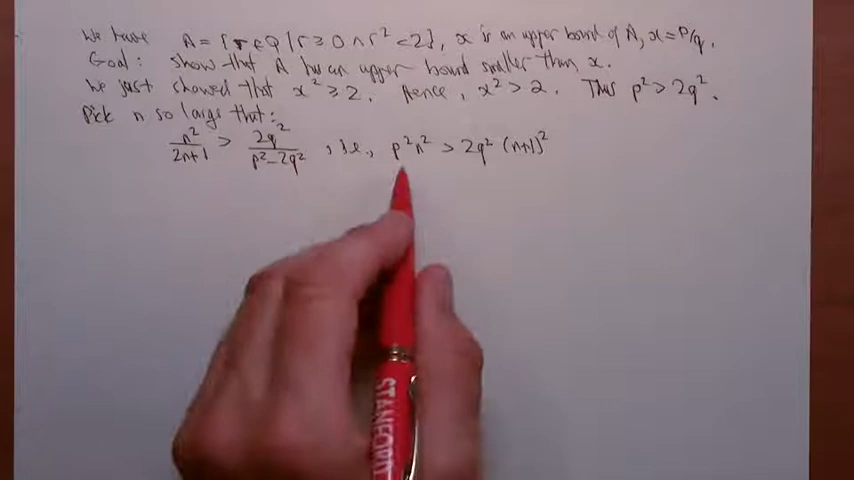 We have A = {r∈Q | r≥0 ∧ r² <2}, x is an upper bound of A, x = p/q.
Goal: show that A has an upper bound smaller than x.
We just showed that x² ≥ 2. Hence, x² > 2. Thus p² > 2q².
Pick n so large that:
n²/2n+1 > 2q²/p²-2q² , i.e., p²n² > 2q² (n+1)²
STANFORD